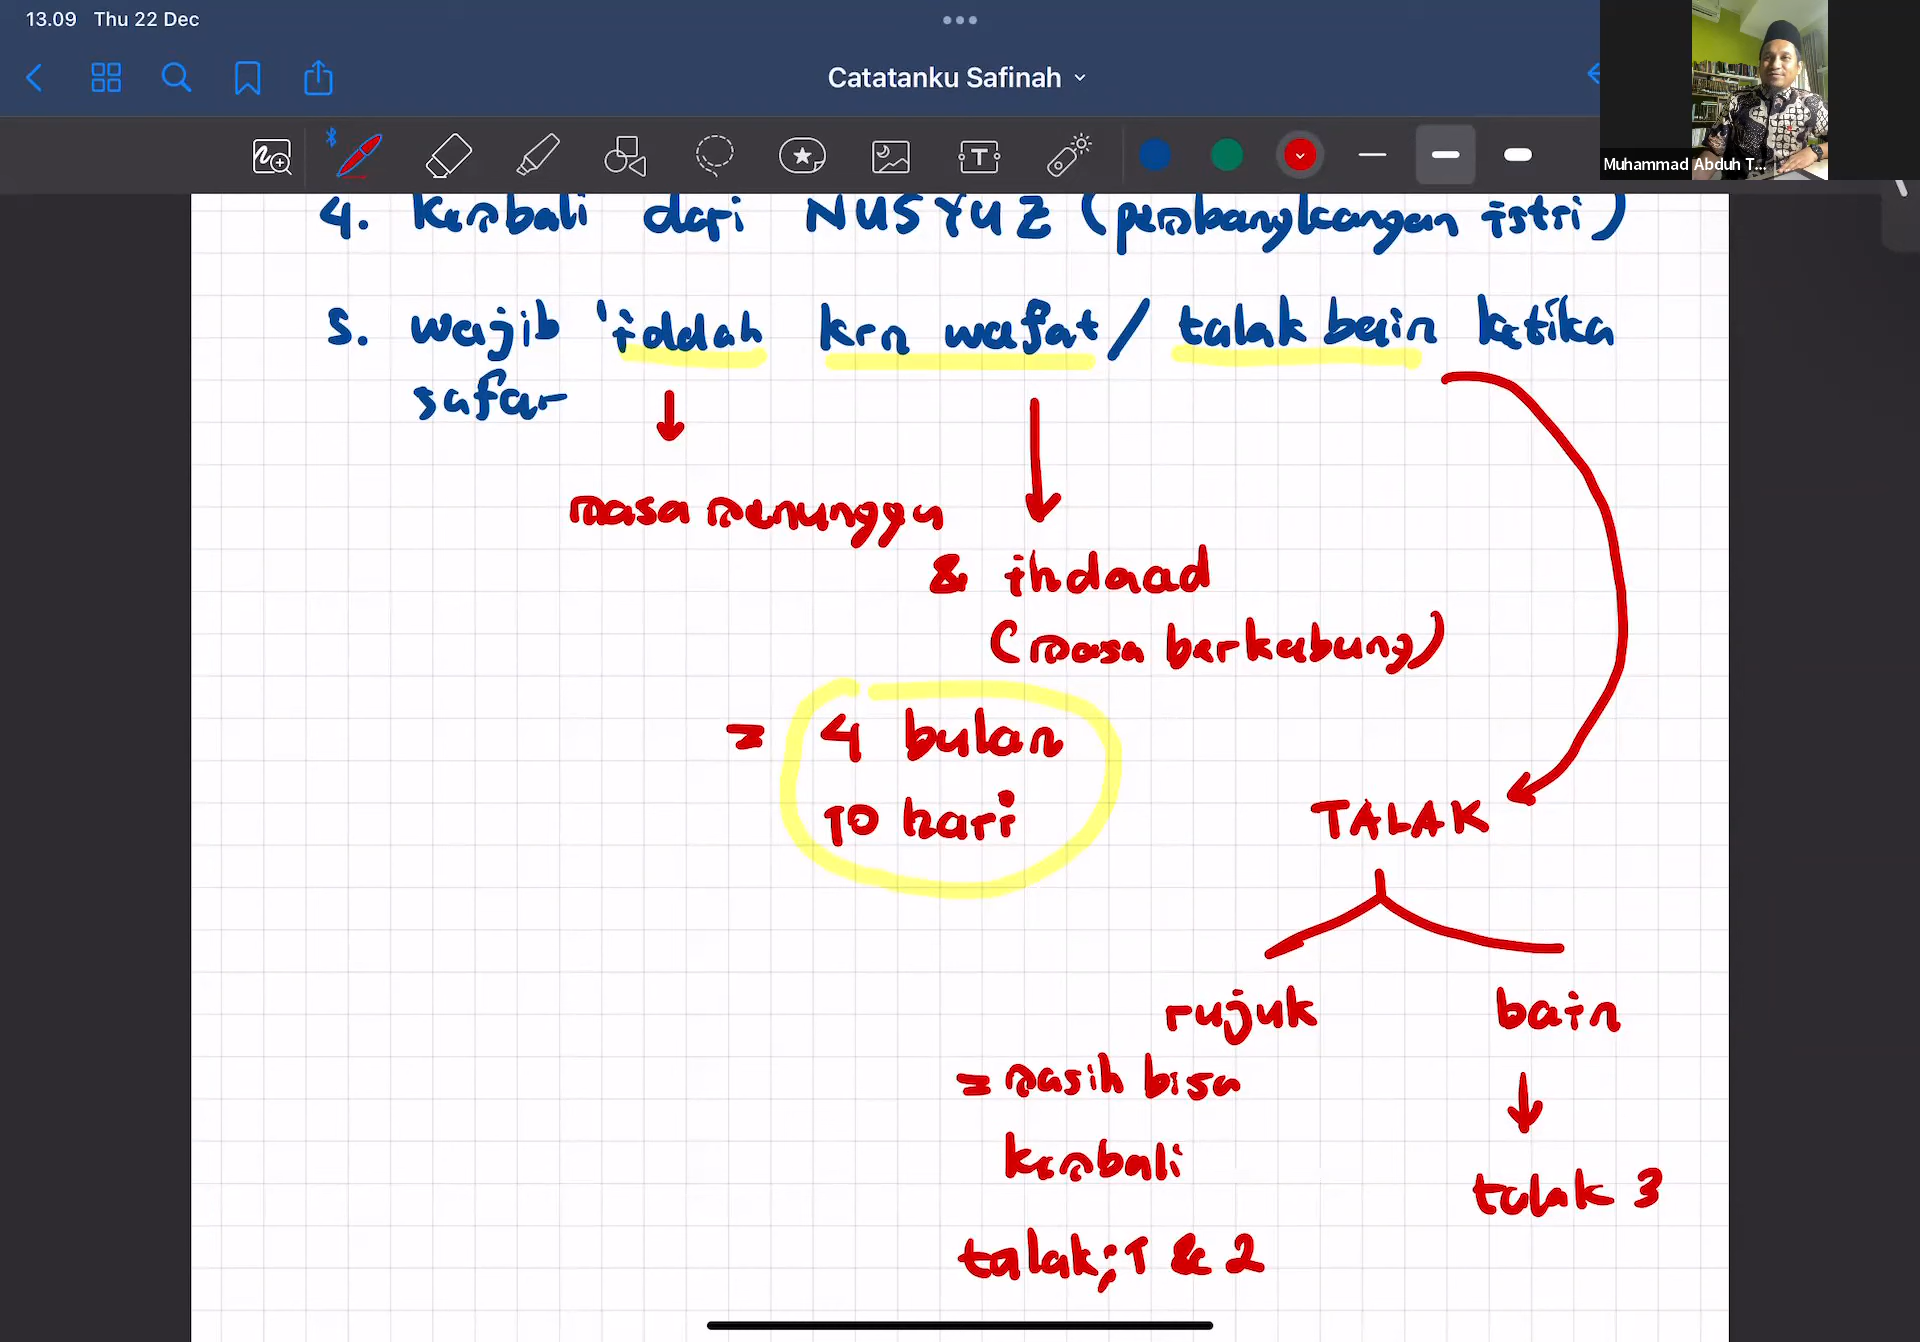 13.09 Thu 22 Dec
Catatanku Safinah
Muhammad Abduh T...
4. Kembali dari NUSYUZ (pembangkangan istri)
5. wajib 'iddah krn wafat / talak bain ketika
safar
masa menunggu
& ihdaad
(masa berkabung)
= 4 bulan
10 hari
TALAK
rujuk bain
= masih bisa
kembali
talak 3
talak; 1 & 2